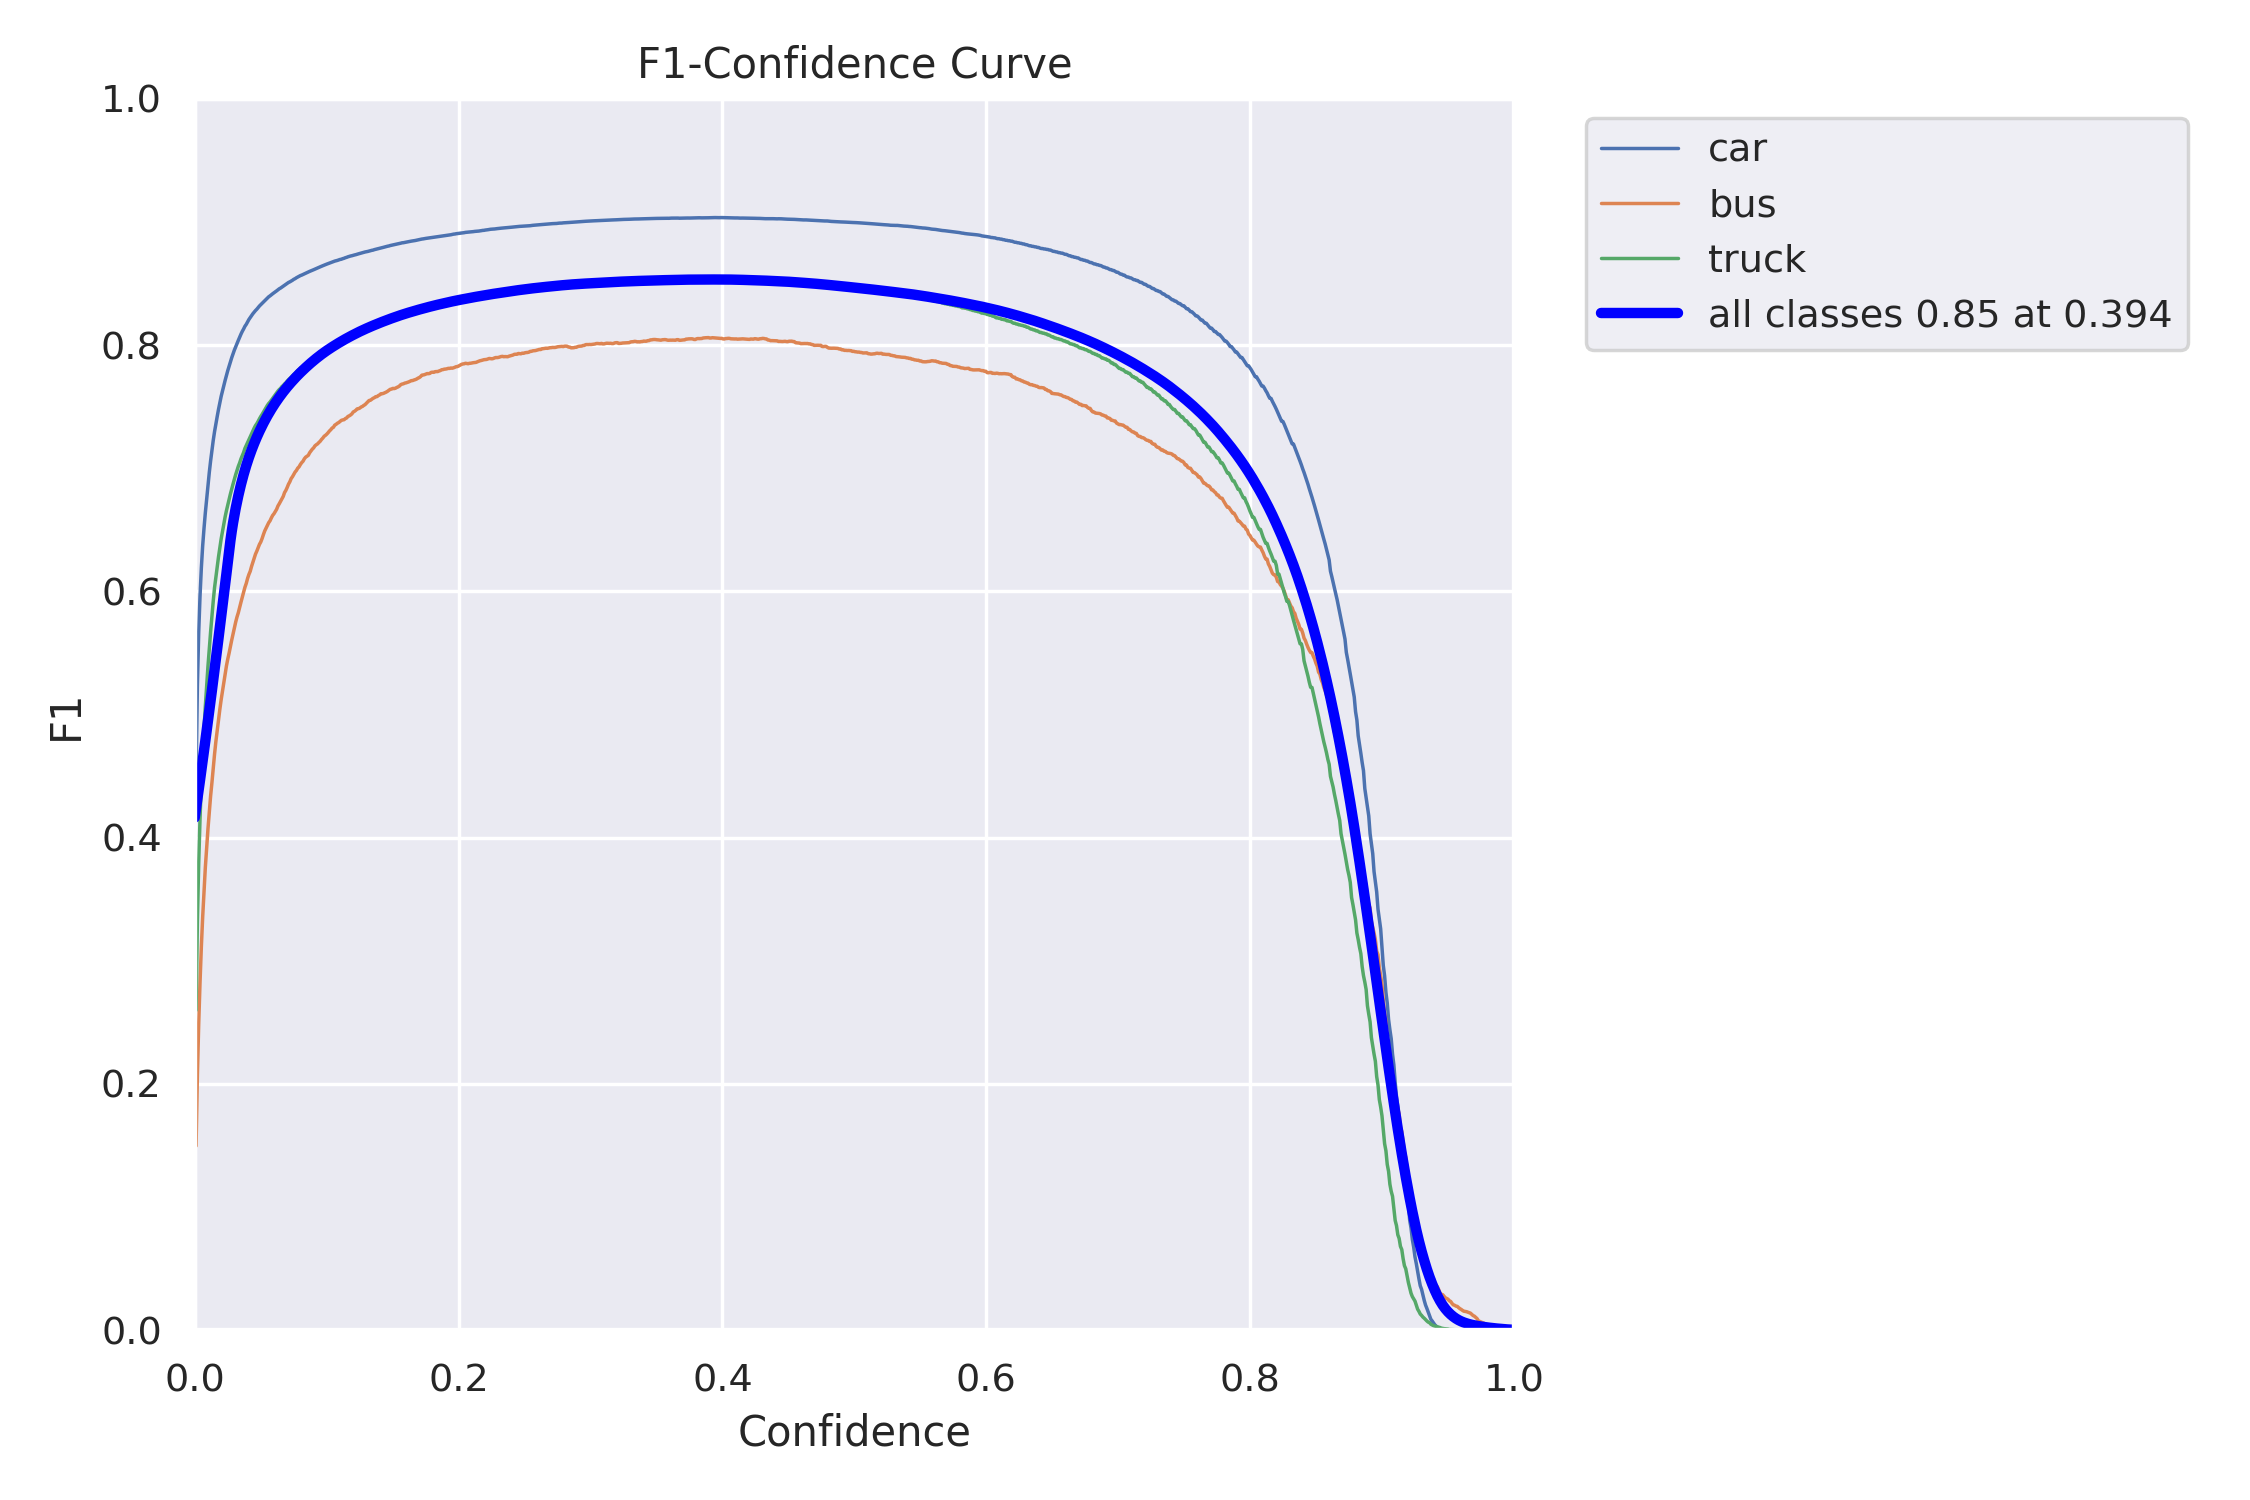 F1-Confidence Curve
1.0
0.8
0.6
0.4
0.2
0.0
F1
0.0 0.2 0.4 0.6 0.8 1.0
Confidence
car
bus
truck
all classes 0.85 at 0.394